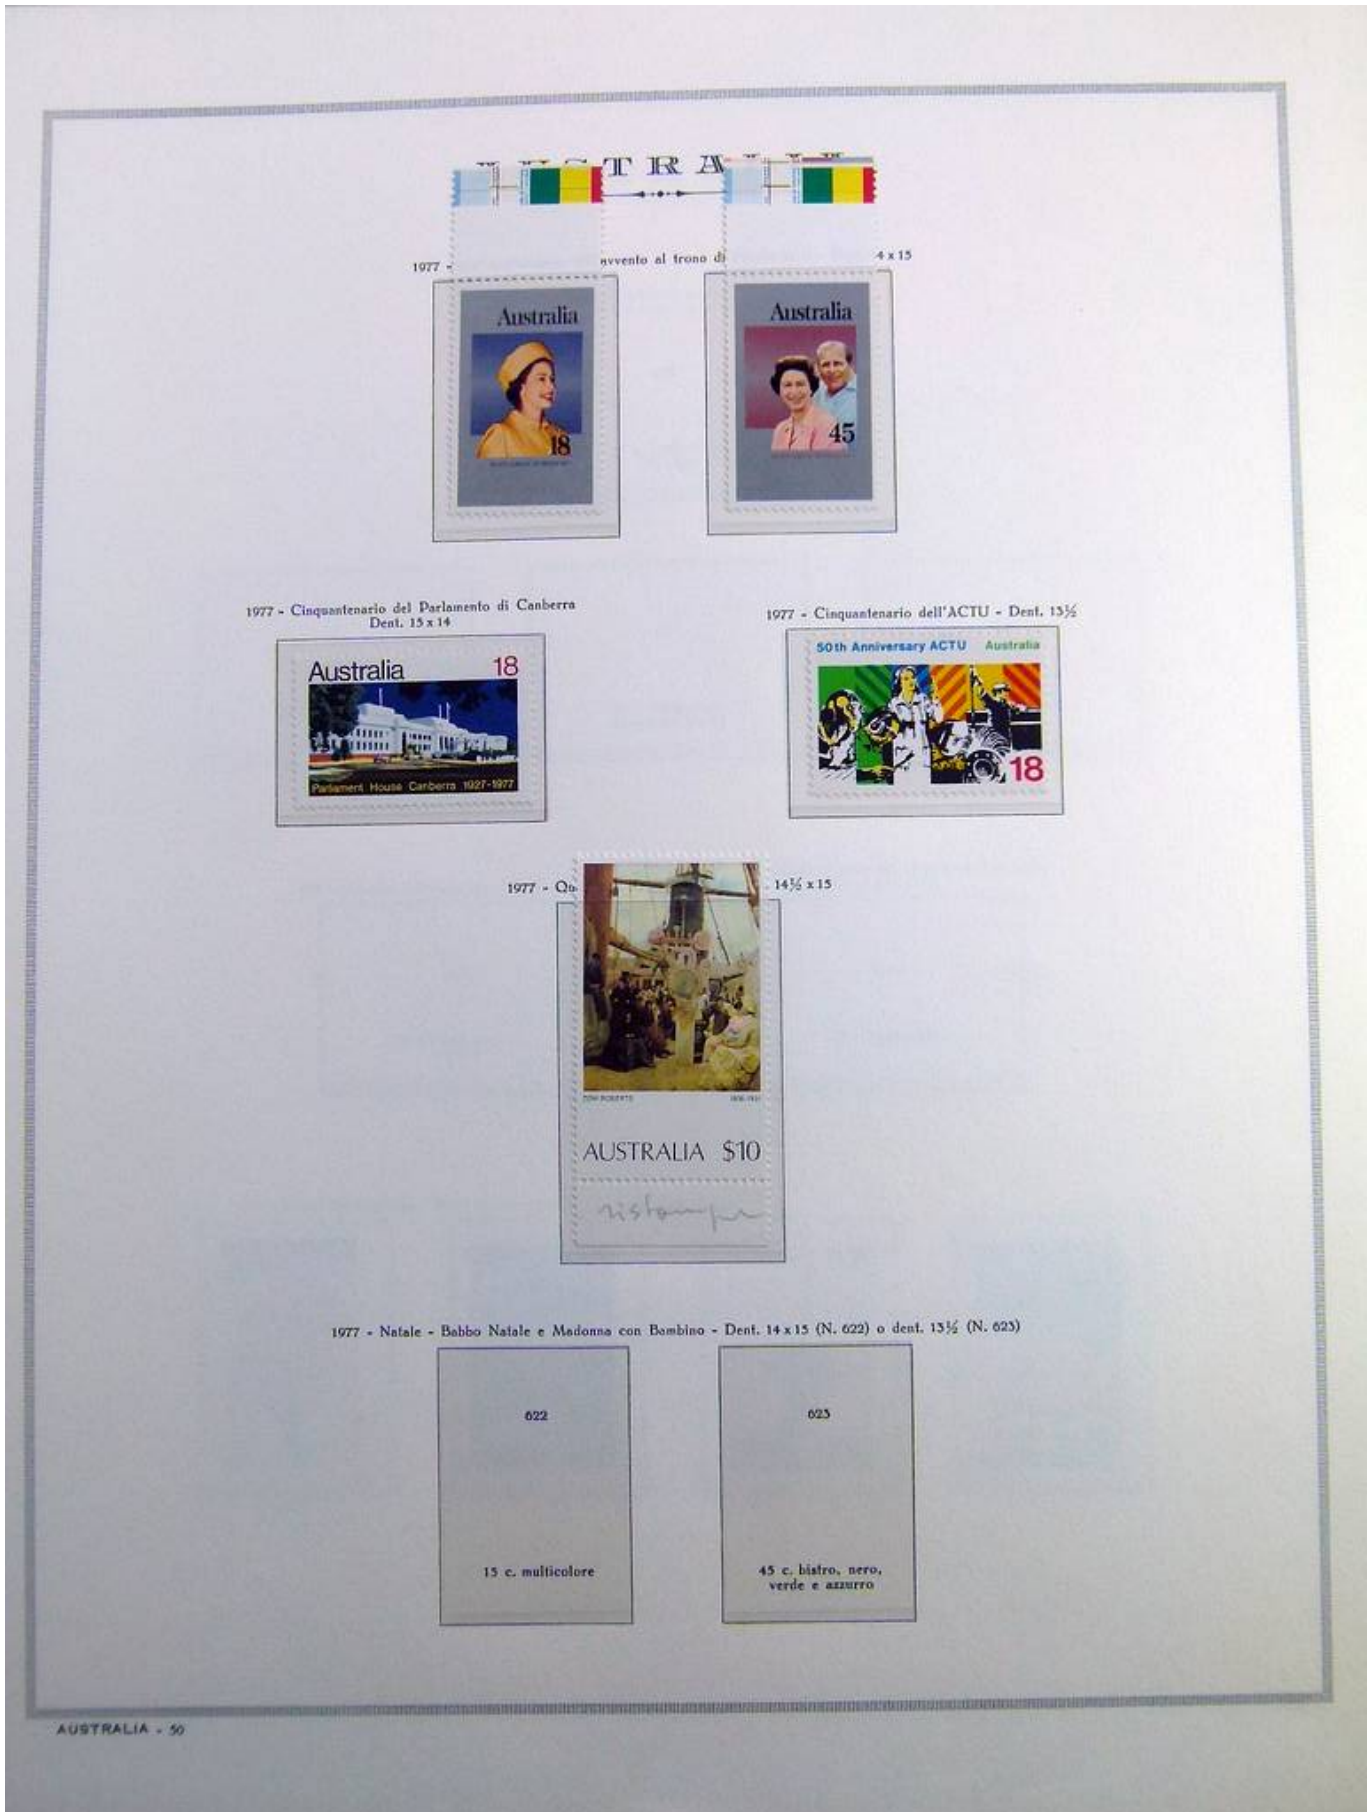 TRA
1977 - avvento al trono di 4 x 15
Australia
18
Australia
45
1977 - Cinquantenario del Parlamento di Canberra
Dent. 15 x 14
1977 - Cinquantenario dell'ACTU - Dent. 13½
Australia 18
Parliament House Canberra 1927-1977
50th Anniversary ACTU Australia
18
1977 - Qu 14½ x 15
TOM ROBERTS
AUSTRALIA $10
1977 - Natale - Babbo Natale e Madonna con Bambino - Dent. 14 x 15 (N. 622) o dent. 13½ (N. 623)
622
15 c. multicolore
623
45 c. bistro, nero,
verde e azzurro
AUSTRALIA - 50